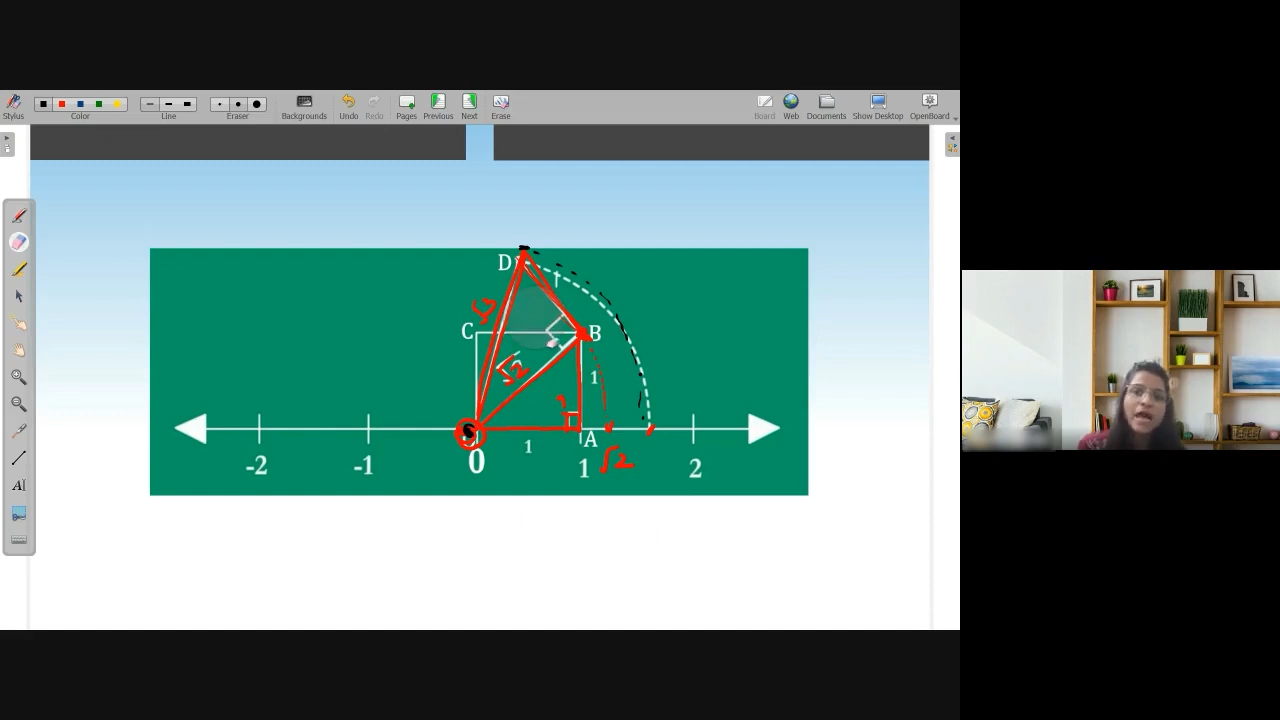 Stylus
Color
Line
Eraser
Backgrounds
Undo
Redo
Pages
Previous
Next
Erase
Board
Web
Documents
Show Desktop
OpenBoard
D
1
C
B
√2
1
A
1
-2
-1
0
1
√2
2